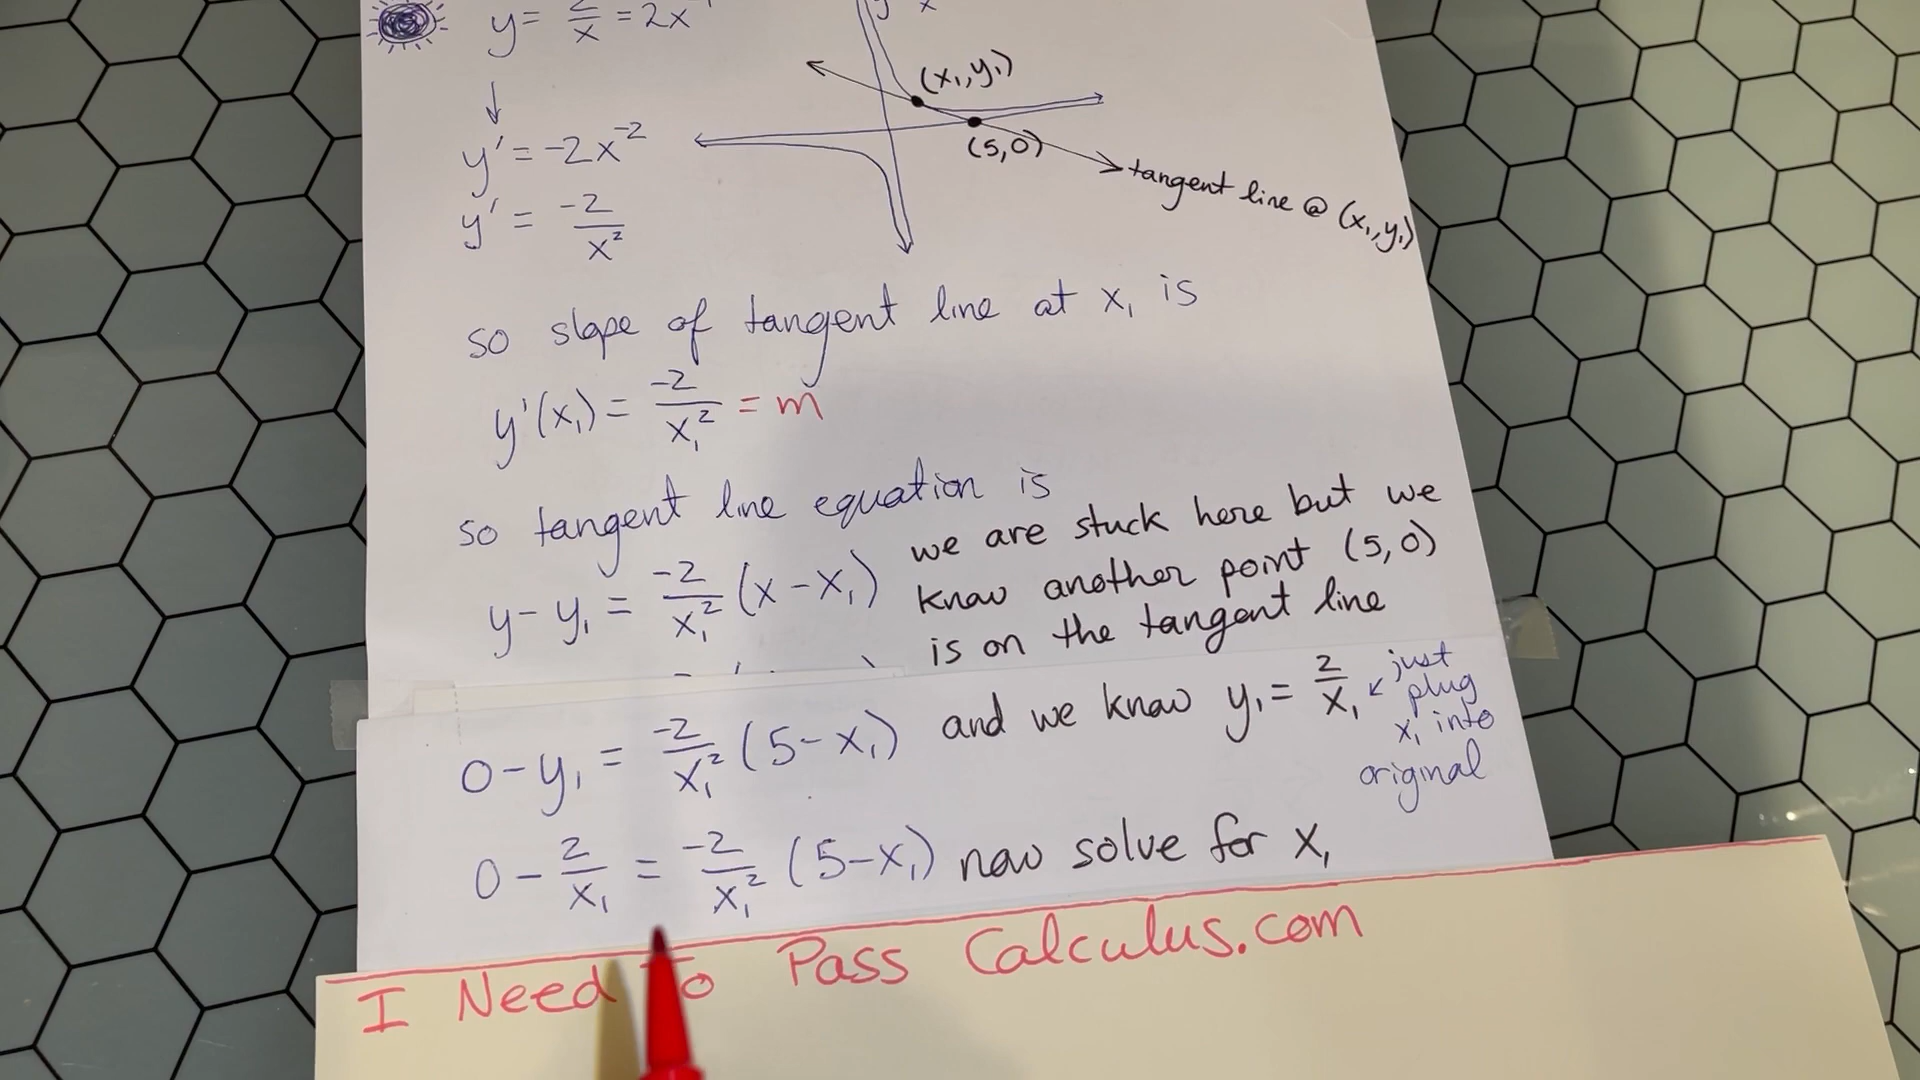 y = 2/x = 2x
y x
(x₁, y₁)
y' = -2x⁻²
(5,0)
y' = -2/x²
tangent line @ (x₁, y₁)
so slope of tangent line at x₁ is
y'(x₁) = -2/x₁² = m
so tangent line equation is
y - y₁ = -2/x₁² (x - x₁)
we are stuck here but we
know another point (5,0)
is on the tangent line
0 - y₁ = -2/x₁² (5 - x₁)
and we know y₁ = 2/x₁
just
plug
x₁ into
original
0 - 2/x₁ = -2/x₁² (5 - x₁) now solve for x₁
I Need To Pass Calculus.com